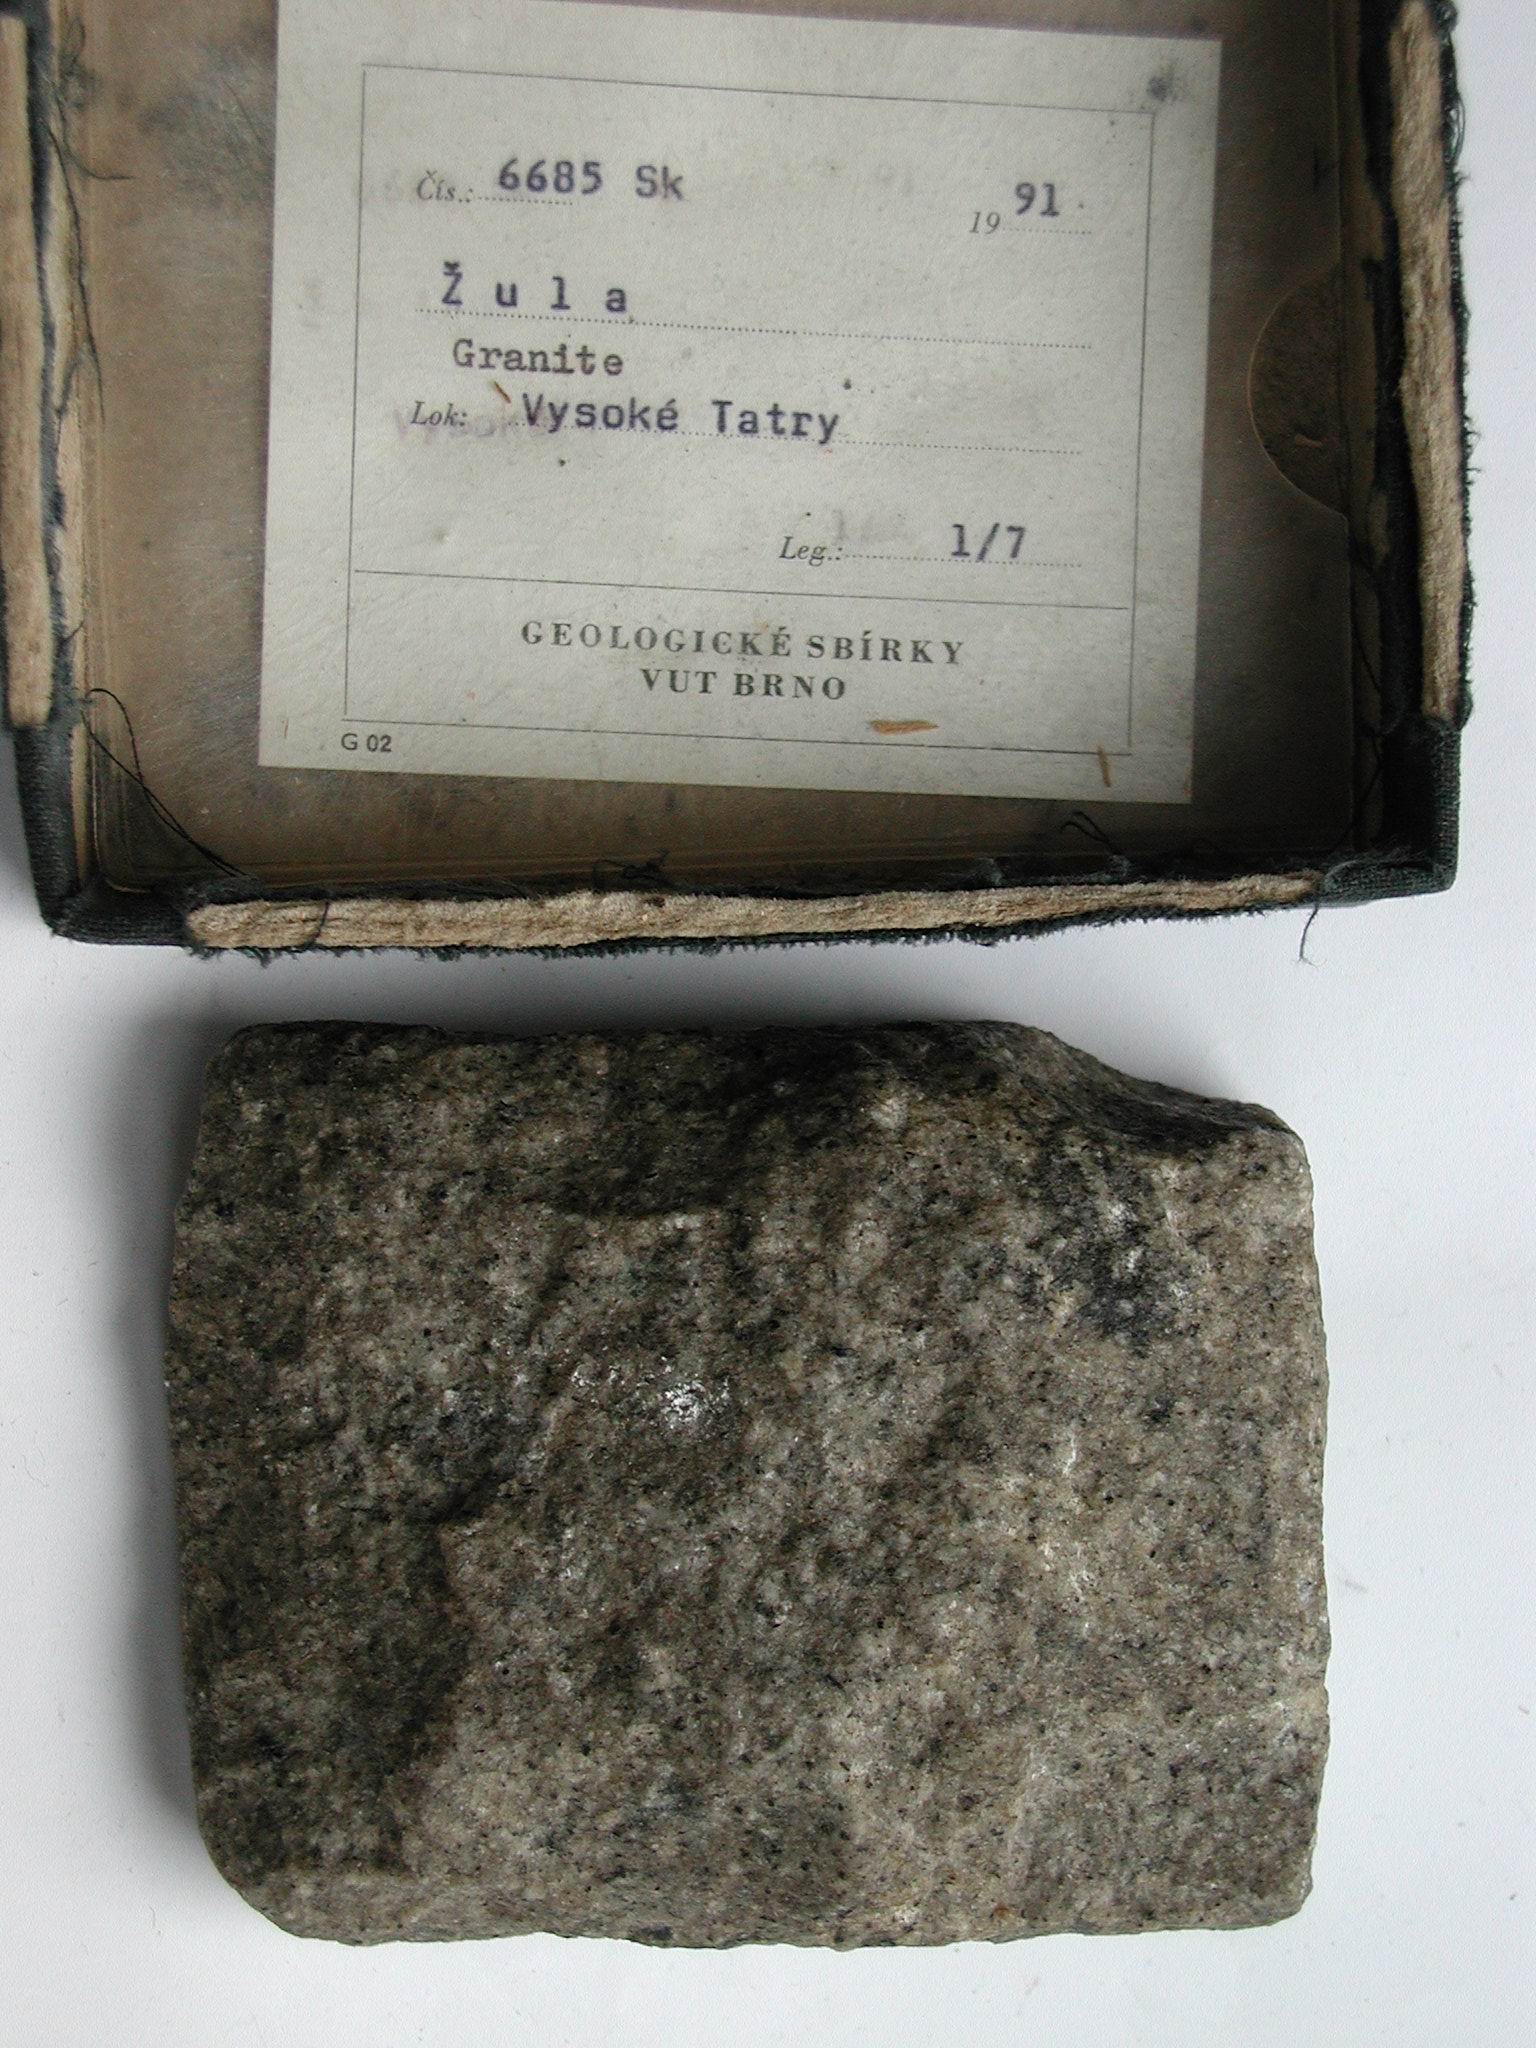 Čís.: 6685 Sk 19 91
Žula
Granite
Lok: Vysoké Tatry
Leg.: 1/7
GEOLOGICKÉ SBÍRKY
VUT BRNO
G 02